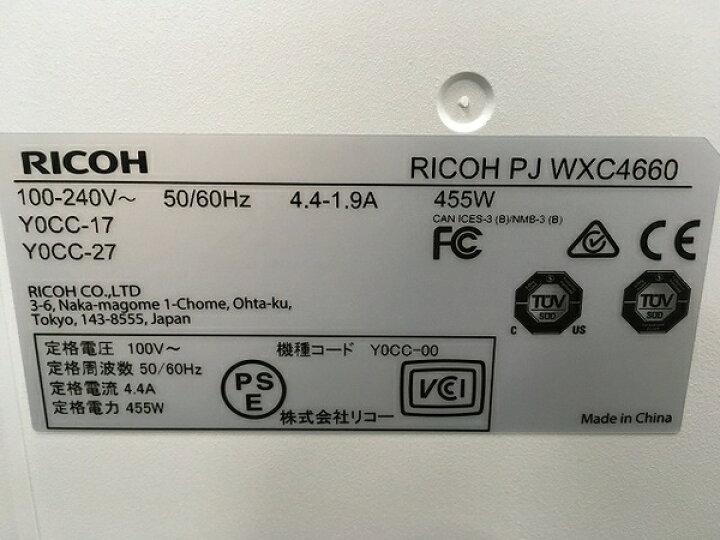 RICOH
RICOH PJ WXC4660
100-240V～ 50/60Hz 4.4-1.9A 455W
Y0CC-17
Y0CC-27
CAN ICES-3 (B)/NMB-3 (B)
FC
CE
RICOH CO.,LTD
3-6, Naka-magome 1-Chome, Ohta-ku,
Tokyo, 143-8555, Japan
TÜV
SÜD
C US
TÜV
SÜD
定格電圧 100V～ 機種コード Y0CC-00
定格周波数 50/60Hz
定格電流 4.4A
定格電力 455W
PS
E
株式会社リコー
VCI
Made in China